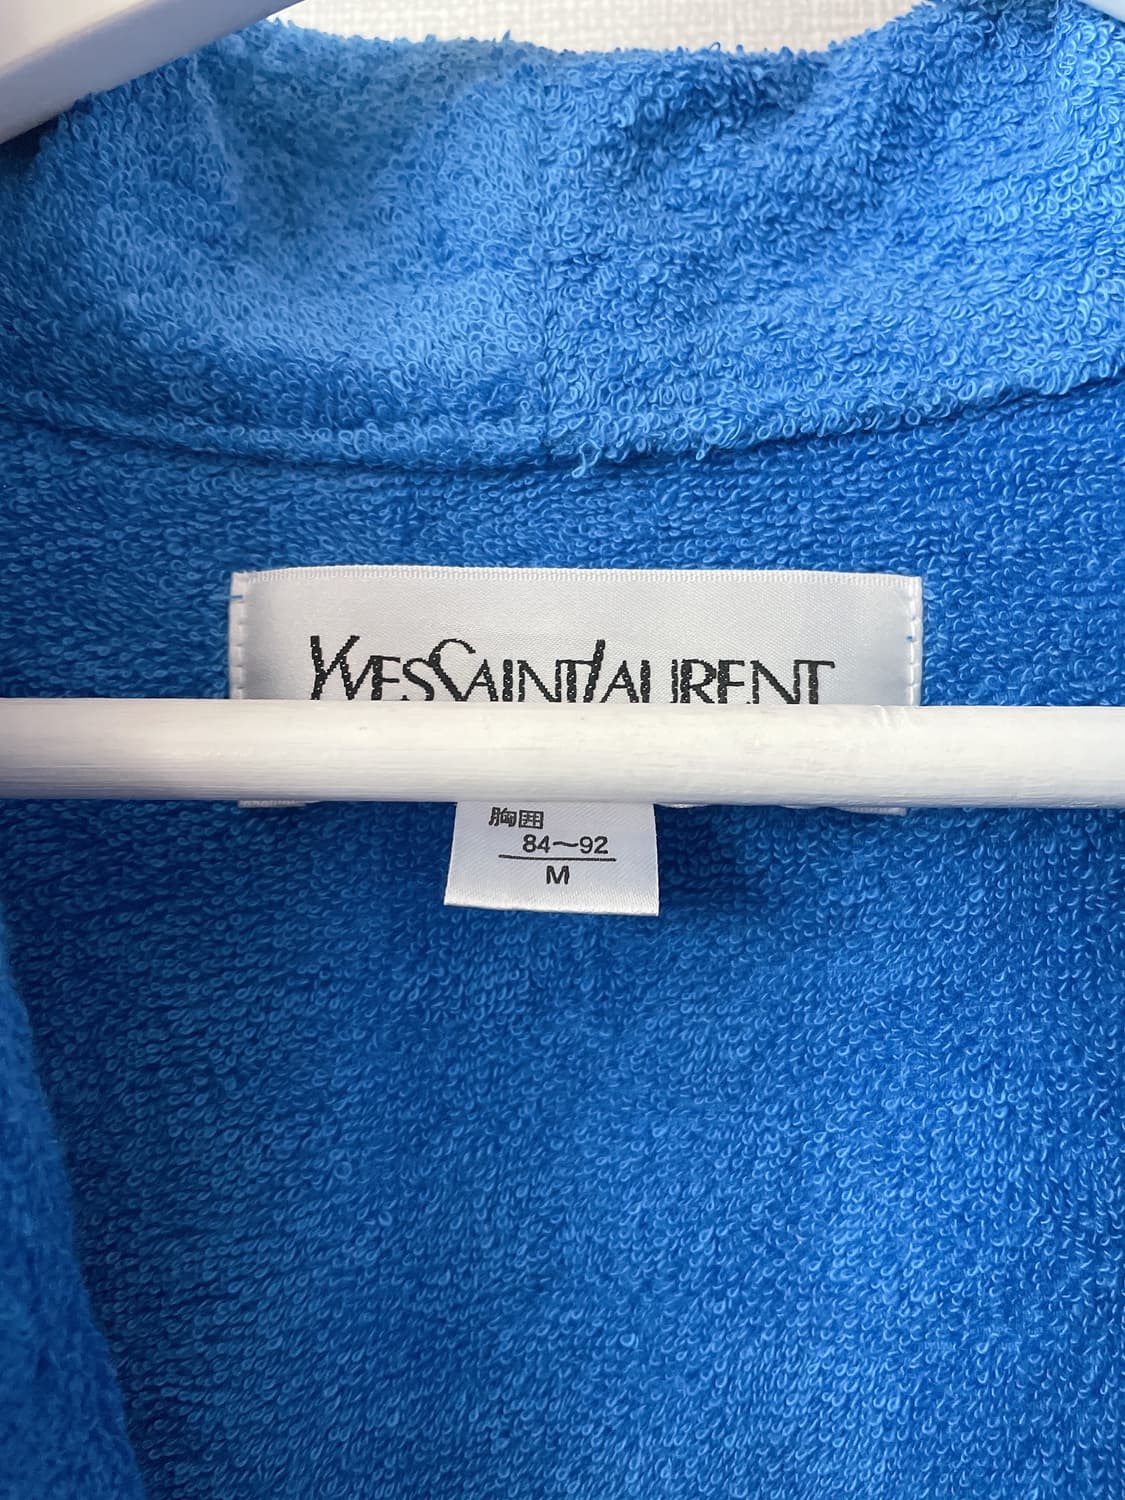 YVESSAINTLAURENT
胸囲
84～92
M